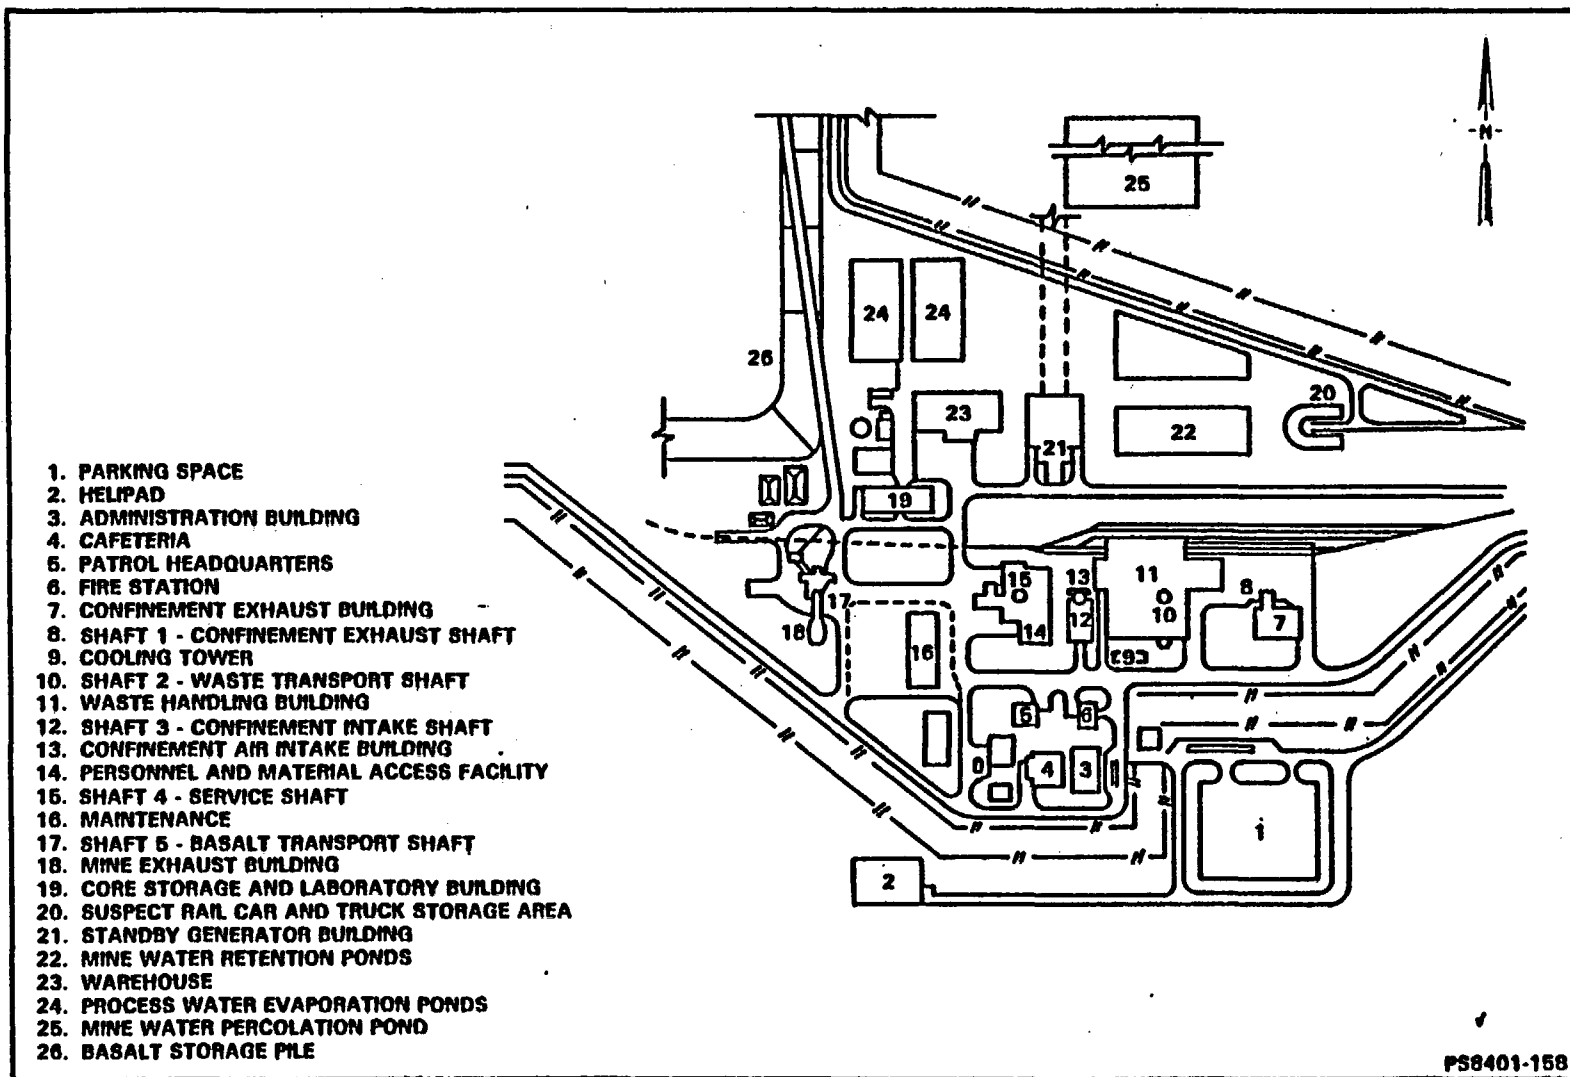 -N-
25
24
24
26
20
23
22
21
19
1. PARKING SPACE
2. HELIPAD
3. ADMINISTRATION BUILDING
4. CAFETERIA
5. PATROL HEADQUARTERS
6. FIRE STATION
7. CONFINEMENT EXHAUST BUILDING
8. SHAFT 1 - CONFINEMENT EXHAUST SHAFT
9. COOLING TOWER
10. SHAFT 2 - WASTE TRANSPORT SHAFT
11. WASTE HANDLING BUILDING
12. SHAFT 3 - CONFINEMENT INTAKE SHAFT
13. CONFINEMENT AIR INTAKE BUILDING
14. PERSONNEL AND MATERIAL ACCESS FACILITY
15. SHAFT 4 - SERVICE SHAFT
16. MAINTENANCE
17. SHAFT 5 - BASALT TRANSPORT SHAFT
18. MINE EXHAUST BUILDING
19. CORE STORAGE AND LABORATORY BUILDING
20. SUSPECT RAIL CAR AND TRUCK STORAGE AREA
21. STANDBY GENERATOR BUILDING
22. MINE WATER RETENTION PONDS
23. WAREHOUSE
24. PROCESS WATER EVAPORATION PONDS
25. MINE WATER PERCOLATION POND
26. BASALT STORAGE PILE
15
13
11
8
17
10
12
7
18
14
16
9
5
6
4
3
1
2
PS8401-158